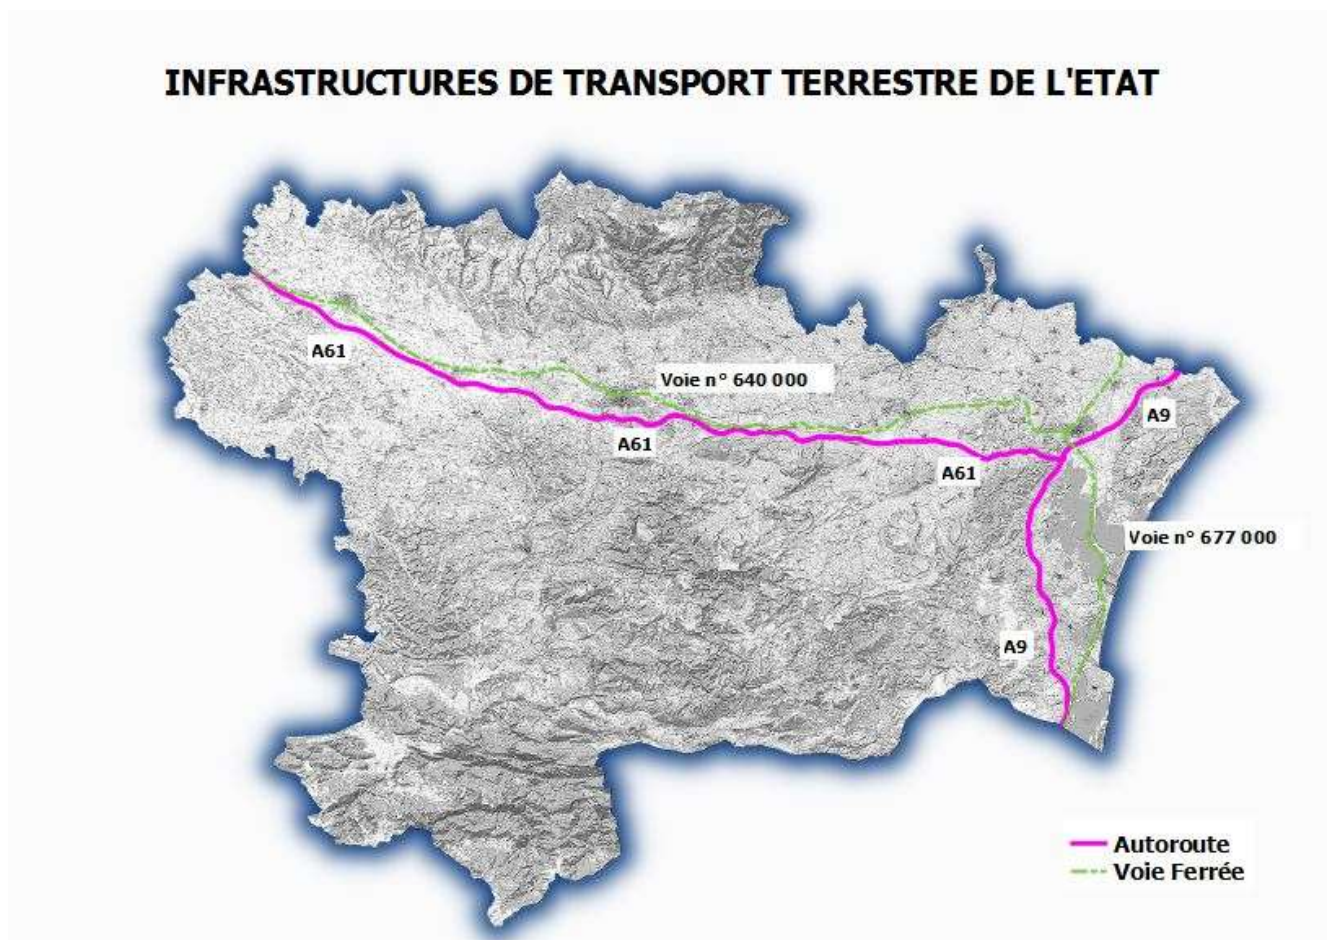 INFRASTRUCTURES DE TRANSPORT TERRESTRE DE L'ETAT
A61
Voie n° 640 000
A9
A61
A61
Voie n° 677 000
A9
Autoroute
Voie Ferrée